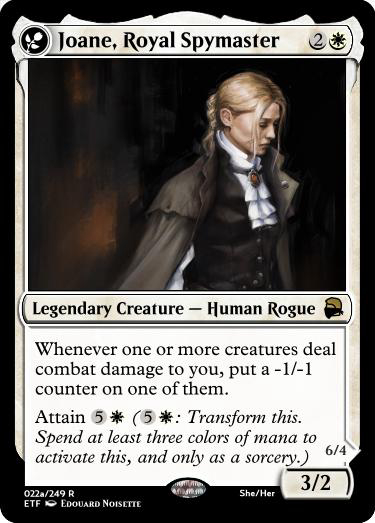 Joane, Royal Spymaster 2
Legendary Creature — Human Rogue
Whenever one or more creatures deal
combat damage to you, put a -1/-1
counter on one of them.
Attain 5 (5: Transform this.
Spend at least three colors of mana to
activate this, and only as a sorcery.)
6/4
3/2
022a/249 R
She/Her
ETF Edouard Noisette